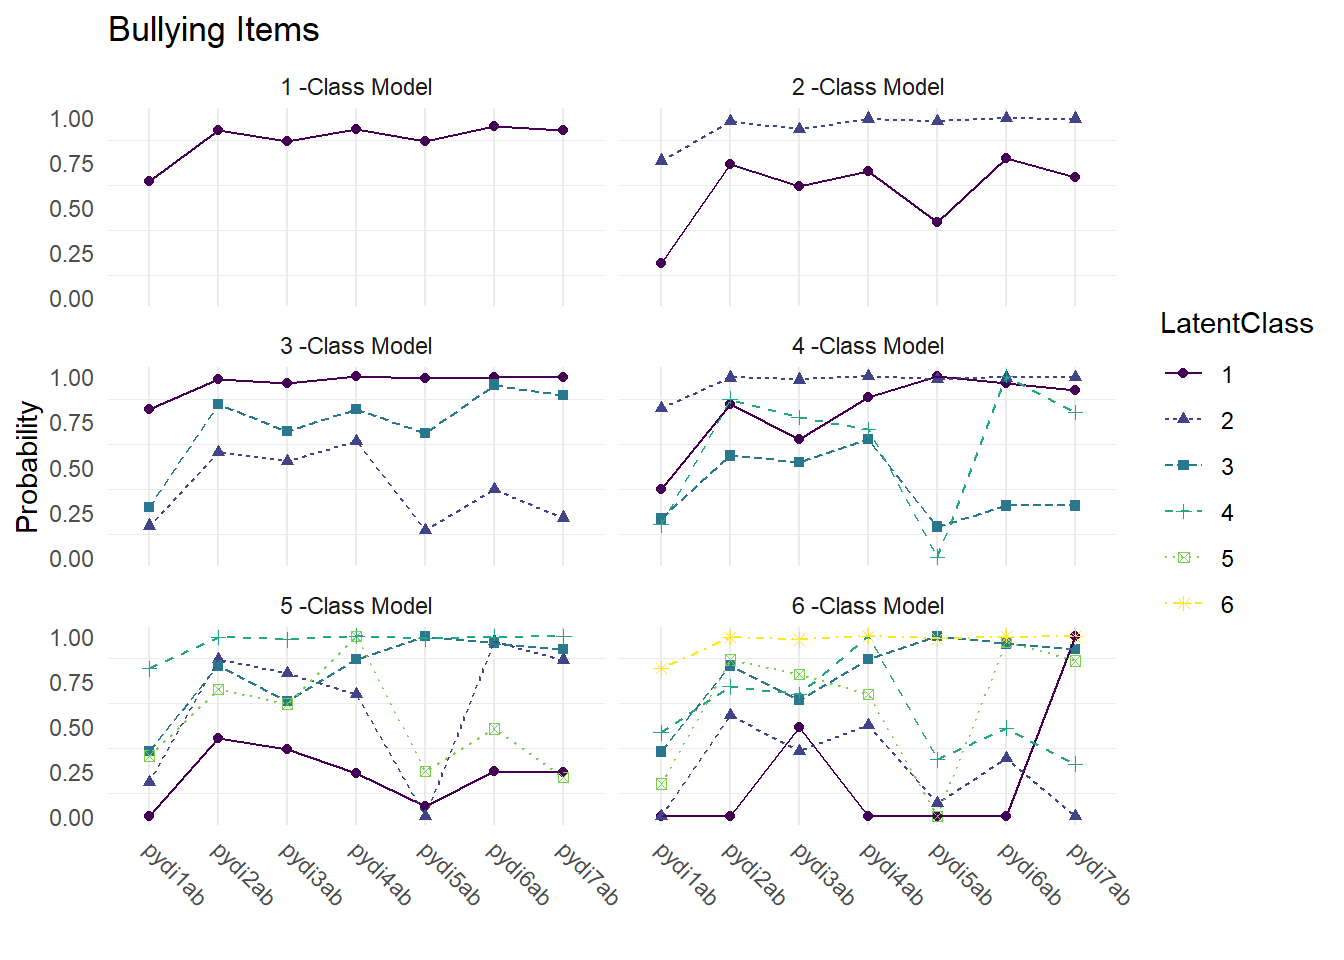 Bullying Items
1 -Class Model
2 -Class Model
1.00
0.75
0.50
0.25
0.00
3 -Class Model
4 -Class Model
1.00
0.75
0.50
0.25
0.00
Probability
5 -Class Model
6 -Class Model
1.00
0.75
0.50
0.25
0.00
pydi1ab
pydi2ab
pydi3ab
pydi4ab
pydi5ab
pydi6ab
pydi7ab
pydi1ab
pydi2ab
pydi3ab
pydi4ab
pydi5ab
pydi6ab
pydi7ab
LatentClass
1
2
3
4
5
6